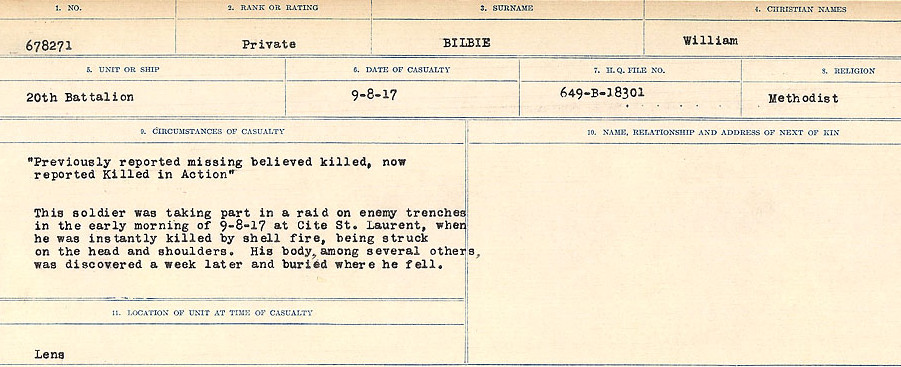 1. NO.
2. RANK OR RATING
3. SURNAME
4. CHRISTIAN NAMES
678271
Private
BILBIE
William
5. UNIT OR SHIP
6. DATE OF CASUALTY
7. H.Q. FILE NO.
8. RELIGION
20th Battalion
9-8-17
649-B-18301
Methodist
9. CIRCUMSTANCES OF CASUALTY
10. NAME, RELATIONSHIP AND ADDRESS OF NEXT OF KIN
"Previously reported missing believed killed, now
reported Killed in Action"
This soldier was taking part in a raid on enemy trenches
in the early morning of 9-8-17 at Cite St. Laurent, when
he was instantly killed by shell fire, being struck
on the head and shoulders. His body, among several others,
was discovered a week later and buried where he fell.
11. LOCATION OF UNIT AT TIME OF CASUALTY
Lens